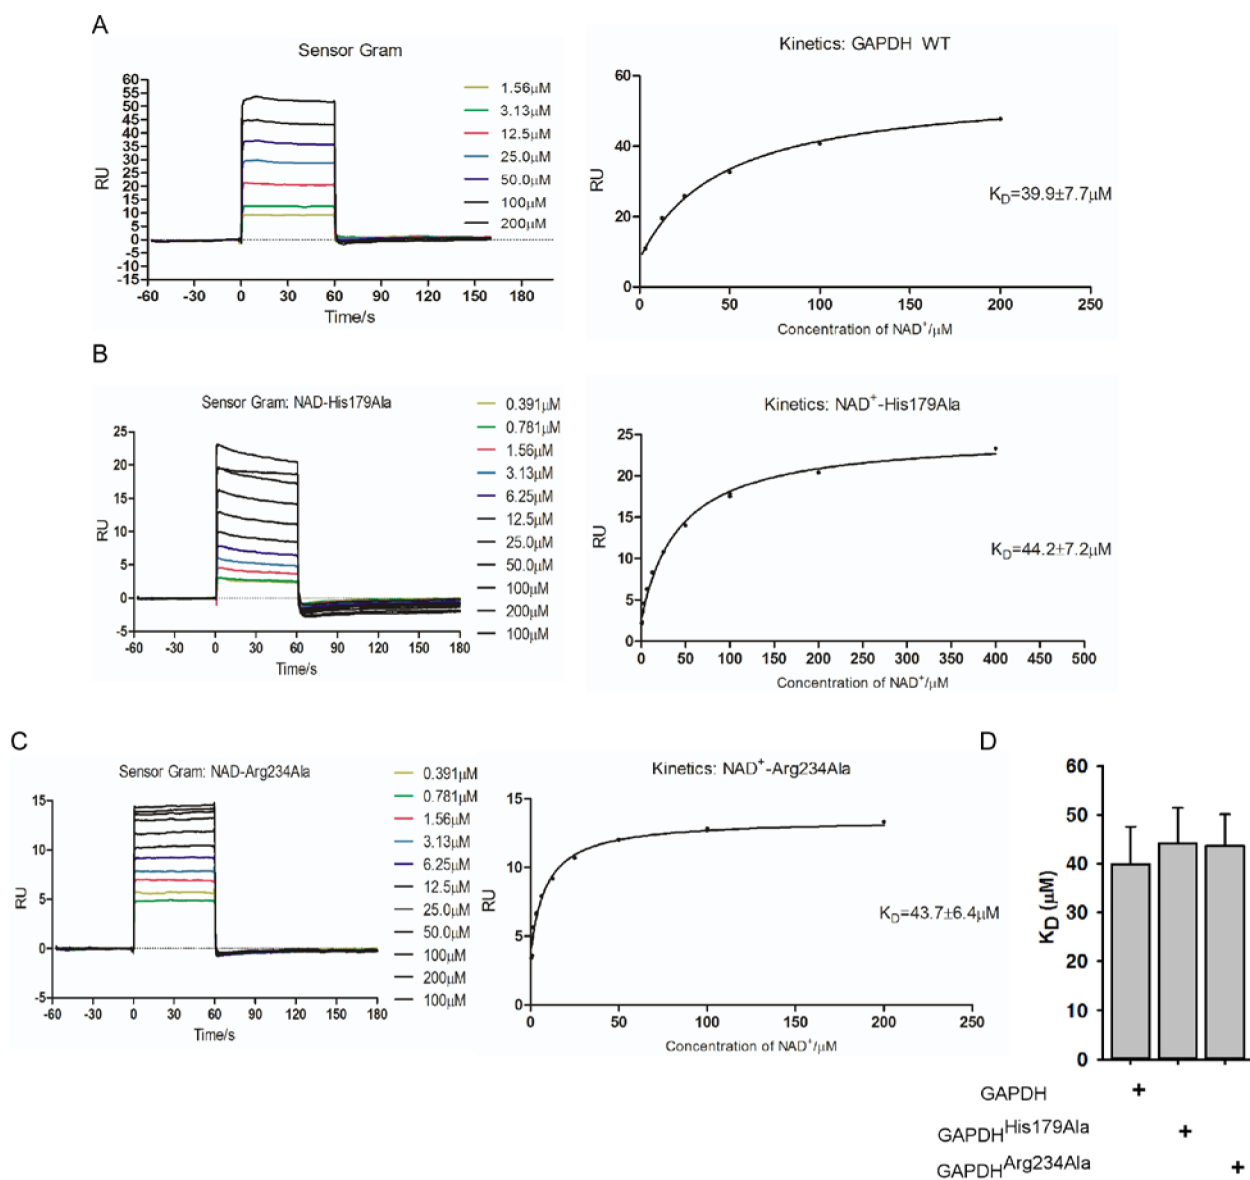 A
Sensor Gram
60
55
50
45
40
35
30
25
20
15
10
5
0
-5
-10
-15
RU
-60 -30 0 30 60 90 120 150 180
Time/s
1.56μM
3.13μM
12.5μM
25.0μM
50.0μM
100μM
200μM
Kinetics: GAPDH WT
60
40
20
0
RU
0 50 100 150 200 250
Concentration of NAD⁺/μM
K_D=39.9±7.7μM
B
Sensor Gram: NAD-His179Ala
25
20
15
10
5
0
-5
RU
-60 -30 0 30 60 90 120 150 180
Time/s
0.391μM
0.781μM
1.56μM
3.13μM
6.25μM
12.5μM
25.0μM
50.0μM
100μM
200μM
100μM
Kinetics: NAD⁺-His179Ala
25
20
15
10
5
0
RU
0 50 100 150 200 250 300 350 400 450 500
Concentration of NAD⁺/μM
K_D=44.2±7.2μM
C
Sensor Gram: NAD-Arg234Ala
15
10
5
0
-5
RU
-60 -30 0 30 60 90 120 150 180
Time/s
0.391μM
0.781μM
1.56μM
3.13μM
6.25μM
12.5μM
25.0μM
50.0μM
100μM
200μM
100μM
Kinetics: NAD⁺-Arg234Ala
15
10
5
0
RU
0 50 100 150 200 250
Concentration of NAD⁺/μM
K_D=43.7±6.4μM
D
60
50
40
30
20
10
0
K_D (μM)
GAPDH +
GAPDH^His179Ala +
GAPDH^Arg234Ala +